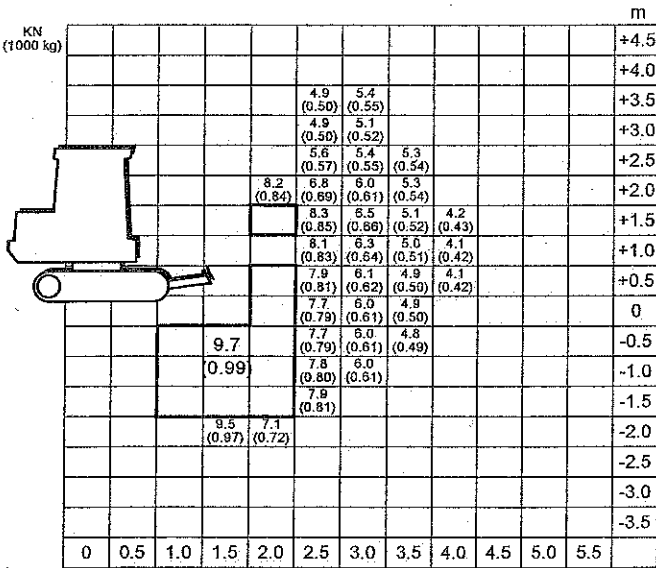 m
KN
(1000 kg)
+4.5
+4.0
4.9 5.4 +3.5
(0.50) (0.55)
4.9 5.1 +3.0
(0.50) (0.52)
5.6 5.4 5.3 +2.5
(0.57) (0.55) (0.54)
8.2 6.8 6.0 5.3 +2.0
(0.84) (0.69) (0.61) (0.54)
8.3 6.5 5.1 4.2 +1.5
(0.85) (0.66) (0.52) (0.43)
8.1 6.3 5.0 4.1 +1.0
(0.83) (0.64) (0.51) (0.42)
7.9 6.1 4.9 4.1 +0.5
(0.81) (0.62) (0.50) (0.42)
7.7 6.0 4.9 0
(0.79) (0.61) (0.50)
9.7 7.7 6.0 4.8 -0.5
(0.99) (0.79) (0.61) (0.49)
7.8 6.0 -1.0
(0.80) (0.61)
7.9 -1.5
(0.81)
9.5 7.1 -2.0
(0.97) (0.72)
-2.5
-3.0
-3.5
0 0.5 1.0 1.5 2.0 2.5 3.0 3.5 4.0 4.5 5.0 5.5